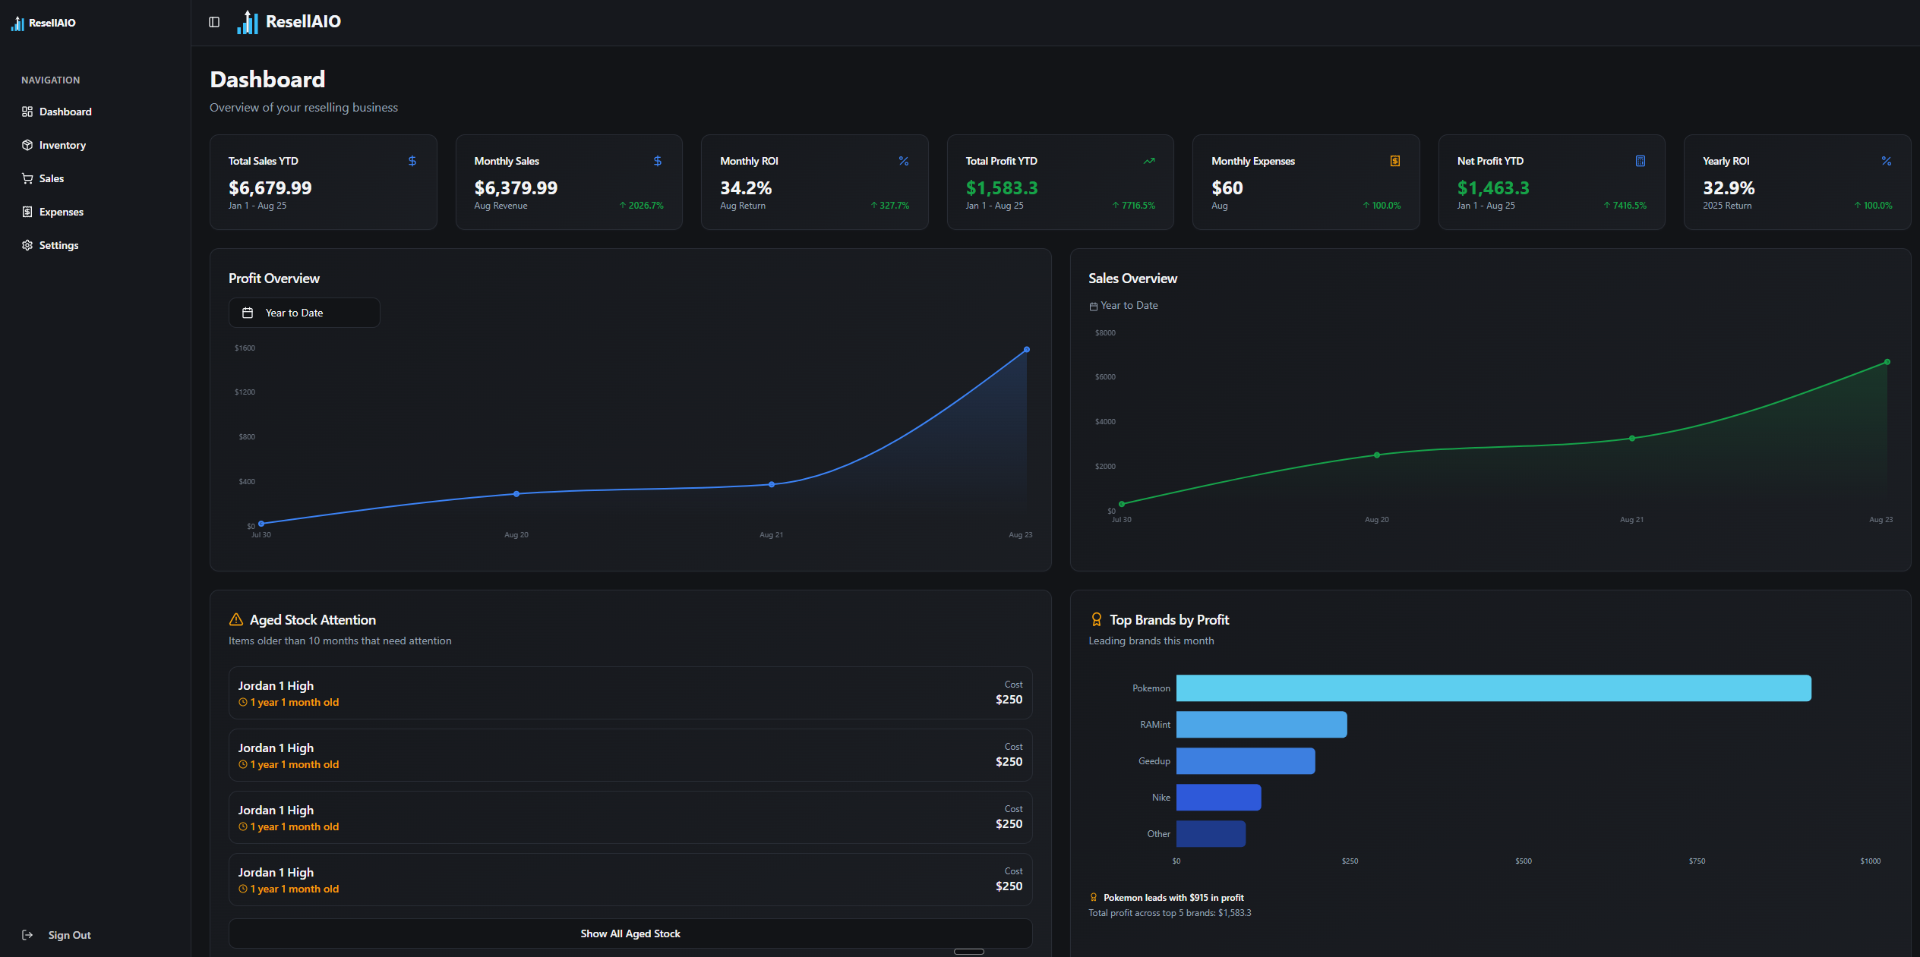 ResellAIO
NAVIGATION
Dashboard
Inventory
Sales
Expenses
Settings
Sign Out
ResellAIO
Dashboard
Overview of your reselling business
Total Sales YTD
$
$6,679.99
Jan 1 - Aug 25
Monthly Sales
$
$6,379.99
Aug Revenue
↑ 2026.7%
Monthly ROI
%
34.2%
Aug Return
↑ 327.7%
Total Profit YTD
$1,583.3
Jan 1 - Aug 25
↑ 7716.5%
Monthly Expenses
$
$60
Aug
↑ 100.0%
Net Profit YTD
$1,463.3
Jan 1 - Aug 25
↑ 7416.5%
Yearly ROI
%
32.9%
2025 Return
↑ 100.0%
Profit Overview
Year to Date
$1600
$1200
$800
$400
$0
Jul 30
Aug 20
Aug 21
Aug 23
Sales Overview
Year to Date
$8000
$6000
$4000
$2000
$0
Jul 30
Aug 20
Aug 21
Aug 23
Aged Stock Attention
Items older than 10 months that need attention
Jordan 1 High
1 year 1 month old
Cost
$250
Jordan 1 High
1 year 1 month old
Cost
$250
Jordan 1 High
1 year 1 month old
Cost
$250
Jordan 1 High
1 year 1 month old
Cost
$250
Show All Aged Stock
Top Brands by Profit
Leading brands this month
Pokemon
RAMint
Geedup
Nike
Other
$0
$250
$500
$750
$1000
Pokemon leads with $915 in profit
Total profit across top 5 brands: $1,583.3